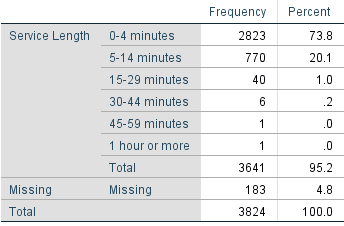 Frequency Percent
Service Length 0-4 minutes 2823 73.8
5-14 minutes 770 20.1
15-29 minutes 40 1.0
30-44 minutes 6 .2
45-59 minutes 1 .0
1 hour or more 1 .0
Total 3641 95.2
Missing Missing 183 4.8
Total 3824 100.0